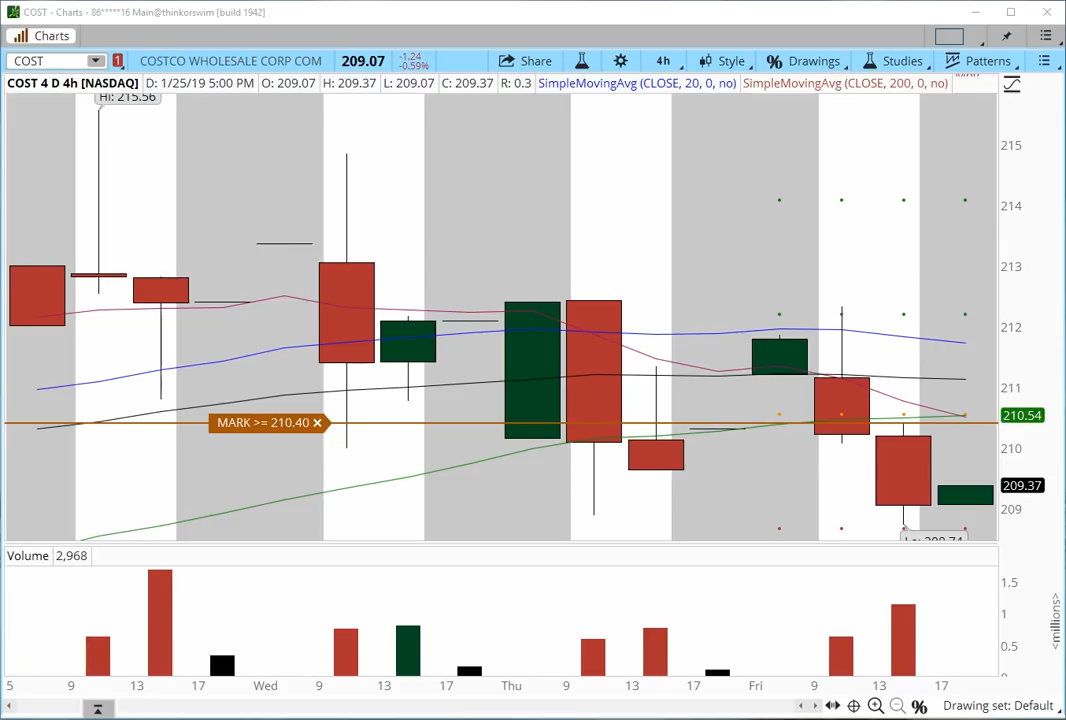 COST - Charts - 86*****16 Main@thinkorswim [build 1942]
Charts
COST 1 COSTCO WHOLESALE CORP COM 209.07 -1.24 -0.59% Share 4h Style Drawings Studies Patterns
COST 4 D 4h [NASDAQ] D: 1/25/19 5:00 PM O: 209.07 H: 209.37 L: 209.07 C: 209.37 R: 0.3 SimpleMovingAvg (CLOSE, 20, 0, no) SimpleMovingAvg (CLOSE, 200, 0, no)
Hi: 215.56
215
214
213
212
211
MARK >= 210.40 ×
210.54
210
209.37
209
Lo: 208.74
Volume 2,968
1.5
1
0.5
0
<millions>
5 9 13 17 Wed 9 13 17 Thu 9 13 17 Fri 9 13 17
Drawing set: Default